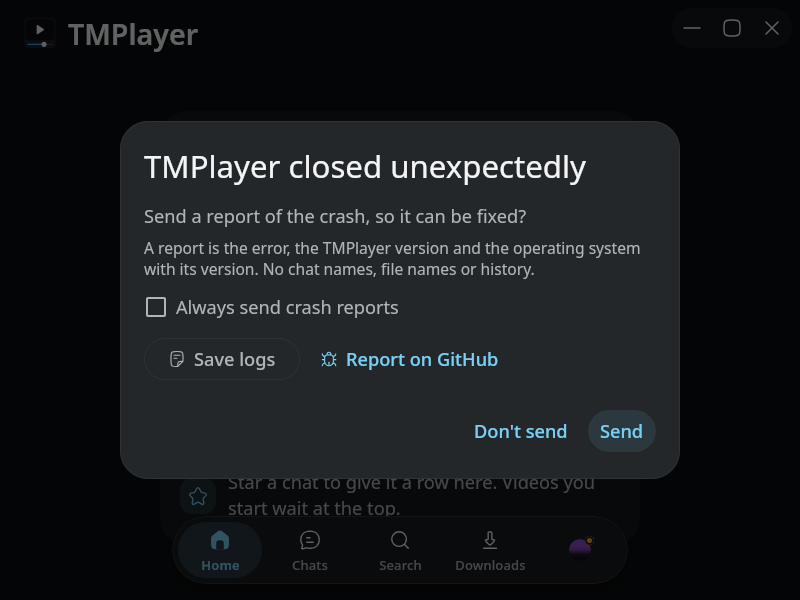 TMPlayer
TMPlayer closed unexpectedly
Send a report of the crash, so it can be fixed?
A report is the error, the TMPlayer version and the operating system
with its version. No chat names, file names or history.
Always send crash reports
Save logs
Report on GitHub
Don't send
Send
Star a chat to give it a row here. Videos you
start wait at the top.
Home
Chats
Search
Downloads